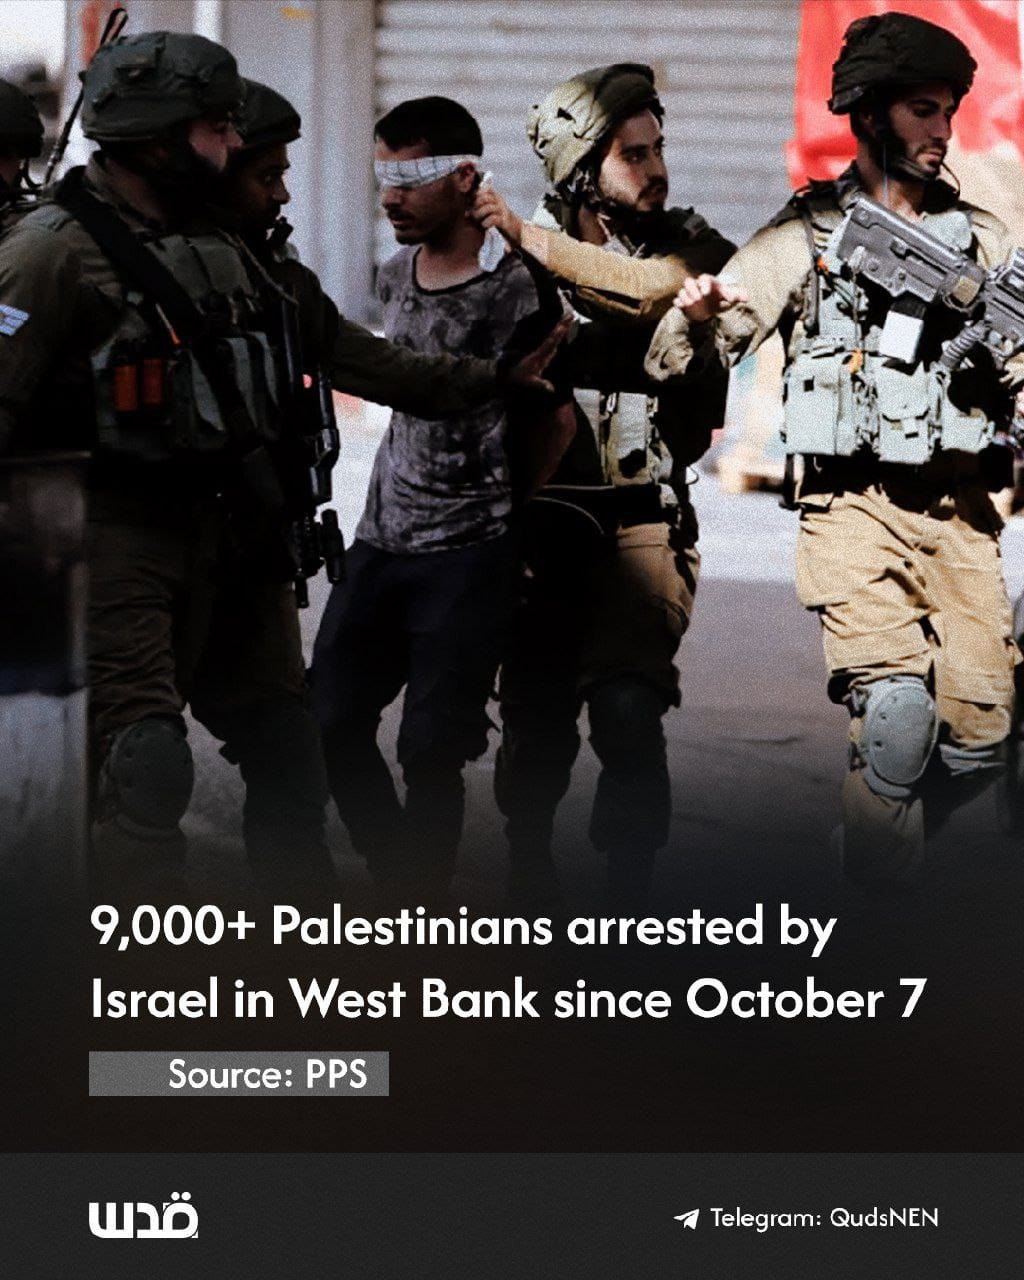 9,000+ Palestinians arrested by
Israel in West Bank since October 7
Source: PPS
قدس
Telegram: QudsNEN